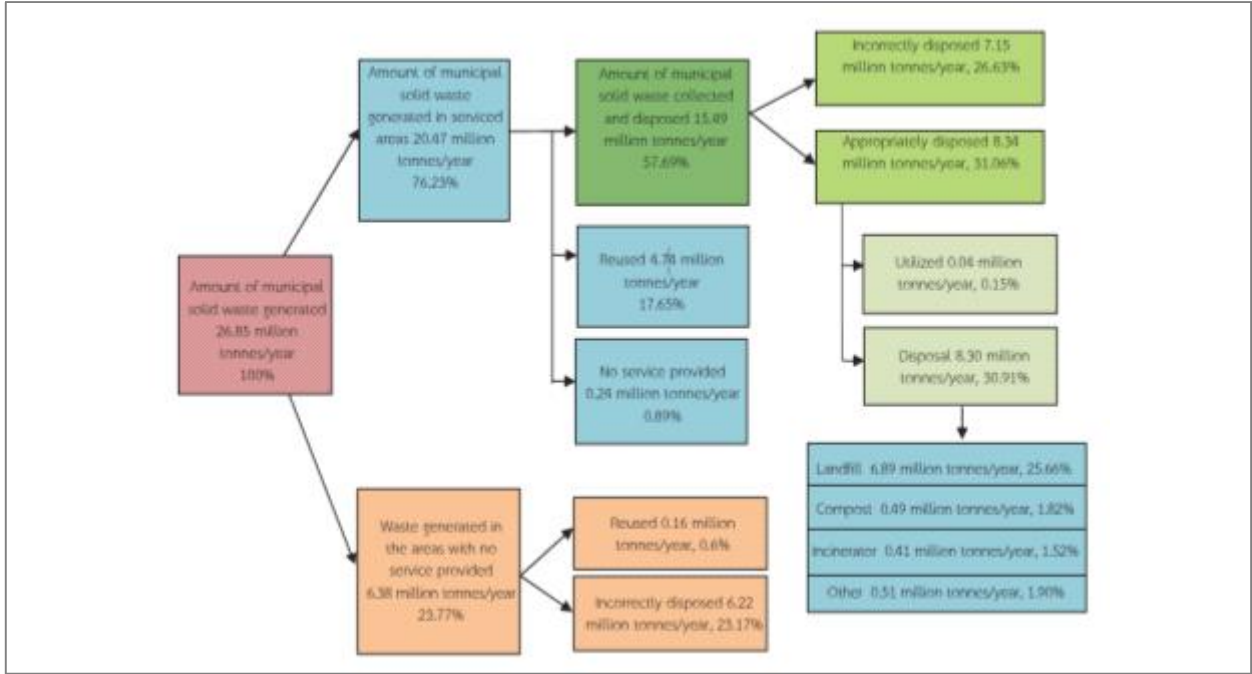 Amount of municipal
solid waste generated
26.85 million
tonnes/year
100%
Amount of municipal
solid waste
generated in serviced
areas 20.47 million
tonnes/year
76.23%
Amount of municipal
solid waste collected
and disposed 15.49
million tonnes/year
57.69%
Incorrectly disposed 7.15
million tonnes/year, 26.63%
Appropriately disposed 8.34
million tonnes/year, 31.06%
Utilized 0.04 million
tonnes/year, 0.15%
Disposal 8.30 million
tonnes/year, 30.91%
Landfill 6.89 million tonnes/year, 25.66%
Compost 0.49 million tonnes/year, 1.82%
Incinerator 0.41 million tonnes/year, 1.52%
Other 0.51 million tonnes/year, 1.90%
Reused 4.74 million
tonnes/year
17.65%
No service provided
0.24 million tonnes/year
0.89%
Waste generated in
the areas with no
service provided
6.38 million tonnes/year
23.77%
Reused 0.16 million
tonnes/year, 0.6%
Incorrectly disposed 6.22
million tonnes/year, 23.17%